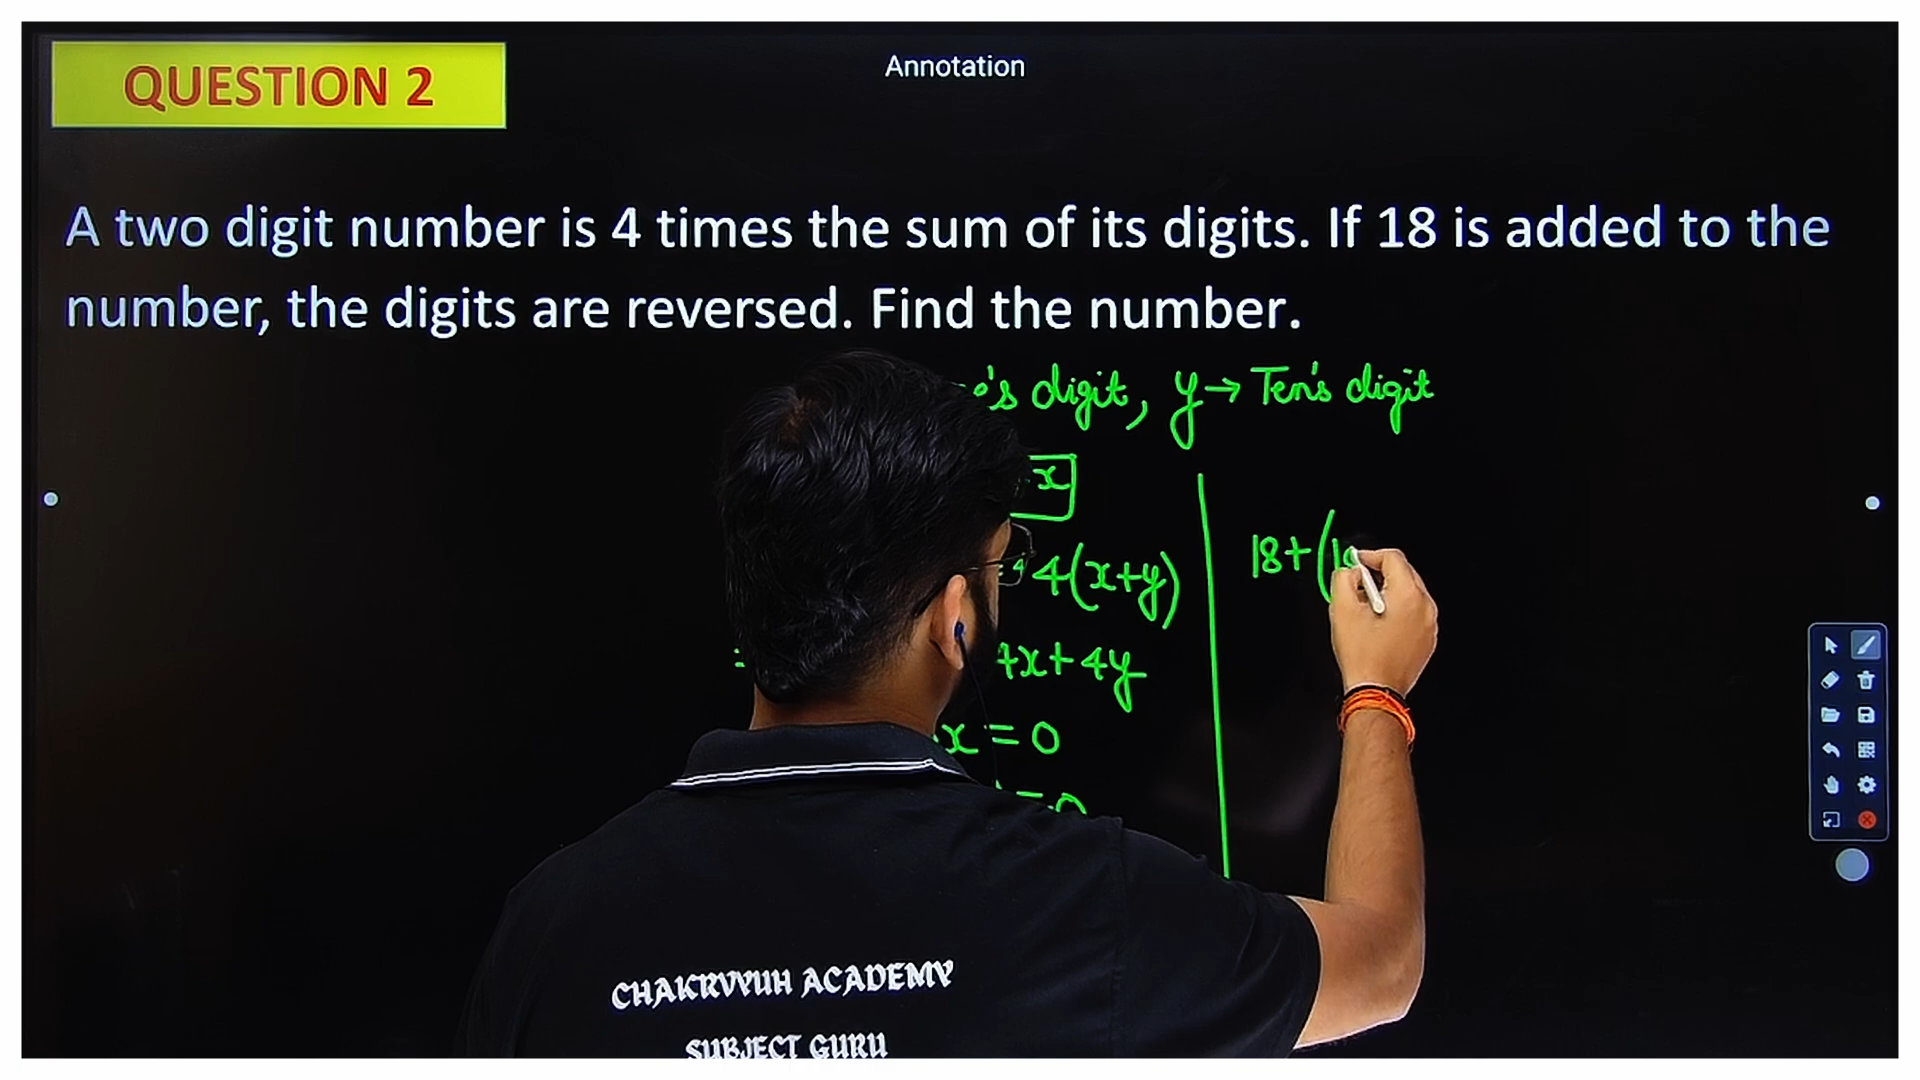 QUESTION 2
Annotation
A two digit number is 4 times the sum of its digits. If 18 is added to the
number, the digits are reversed. Find the number.
digit, y→ Ten's digit
x
4(x+y)
x+4y
x = 0
=0
18+(
CHAKRVYUH ACADEMY
SUBJECT GURU